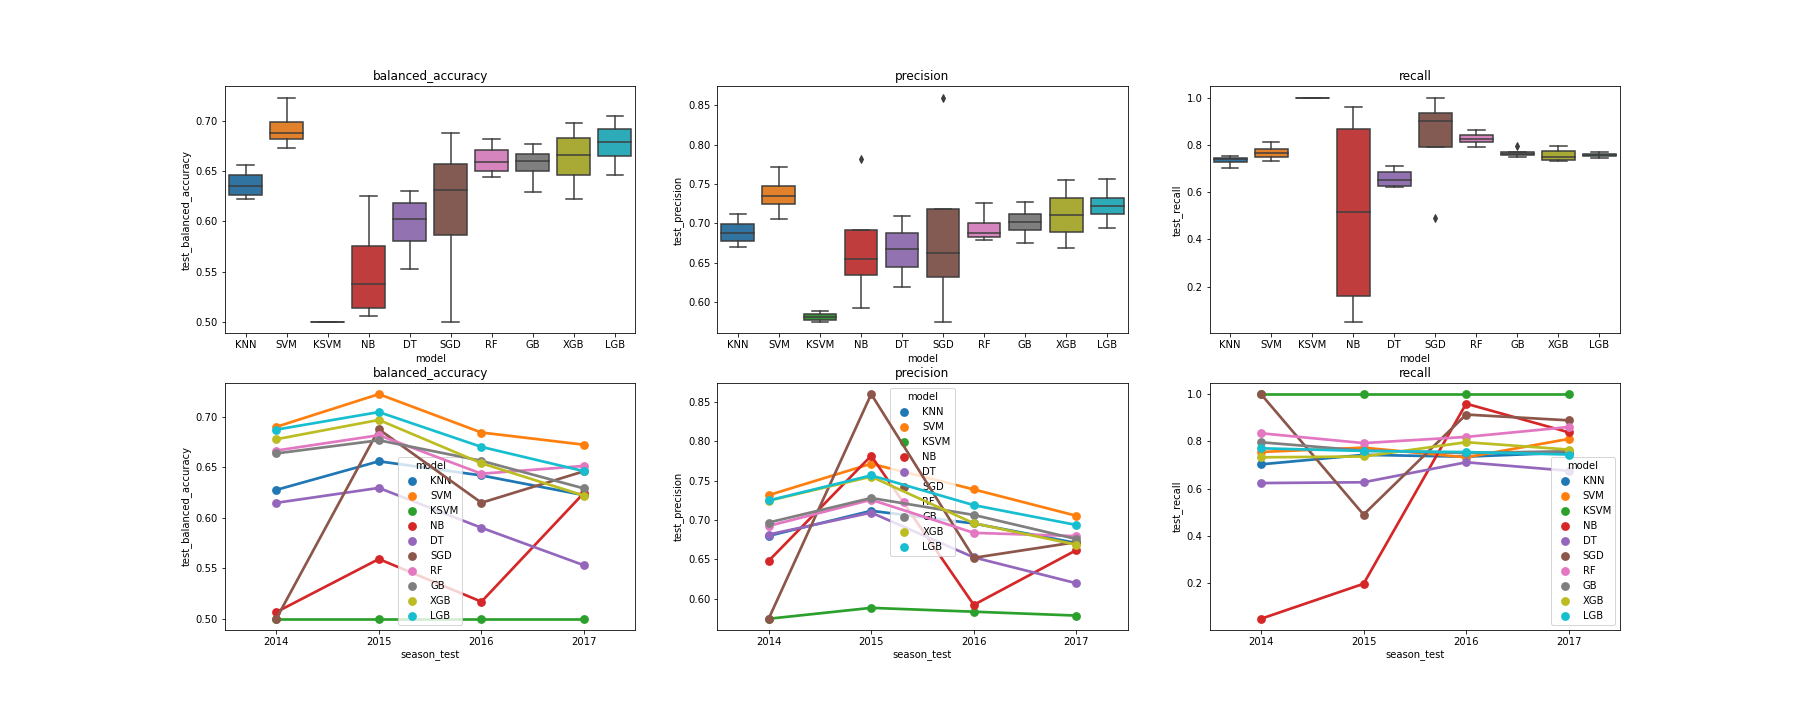 balanced_accuracy
test_balanced_accuracy
0.70
0.65
0.60
0.55
0.50
KNN SVM KSVM NB DT SGD RF GB XGB LGB
model
precision
test_precision
0.85
0.80
0.75
0.70
0.65
0.60
KNN SVM KSVM NB DT SGD RF GB XGB LGB
model
recall
test_recall
1.0
0.8
0.6
0.4
0.2
KNN SVM KSVM NB DT SGD RF GB XGB LGB
model
balanced_accuracy
test_balanced_accuracy
0.70
0.65
0.60
0.55
0.50
model
KNN
SVM
KSVM
NB
DT
SGD
RF
GB
XGB
LGB
2014 2015 2016 2017
season_test
precision
test_precision
0.85
0.80
0.75
0.70
0.65
0.60
model
KNN
SVM
KSVM
NB
DT
SGD
RF
GB
XGB
LGB
2014 2015 2016 2017
season_test
recall
test_recall
1.0
0.8
0.6
0.4
0.2
model
KNN
SVM
KSVM
NB
DT
SGD
RF
GB
XGB
LGB
2014 2015 2016 2017
season_test